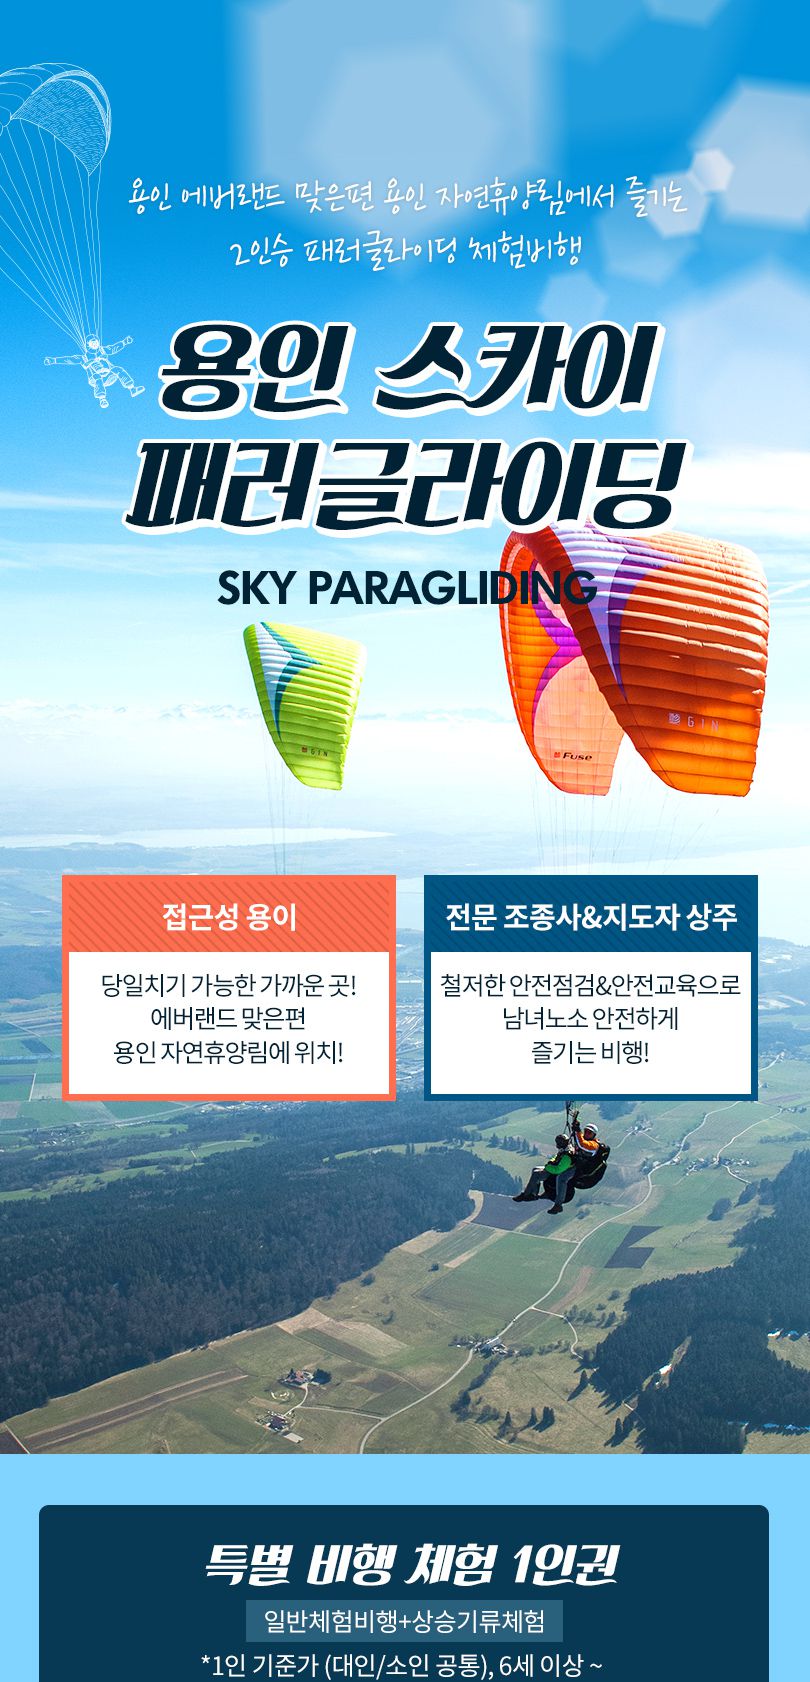 용인 에버랜드 맞은편 용인 자연휴양림에서 즐기는
2인승 패러글라이딩 체험비행
용인 스카이
패러글라이딩
SKY PARAGLIDING
GIN
Fuse
GIN
접근성 용이
당일치기 가능한 가까운 곳!
에버랜드 맞은편
용인 자연휴양림에 위치!
전문 조종사&지도자 상주
철저한 안전점검&안전교육으로
남녀노소 안전하게
즐기는 비행!
특별 비행 체험 1인권
일반체험비행+상승기류체험
*1인 기준가 (대인/소인 공통), 6세 이상 ~